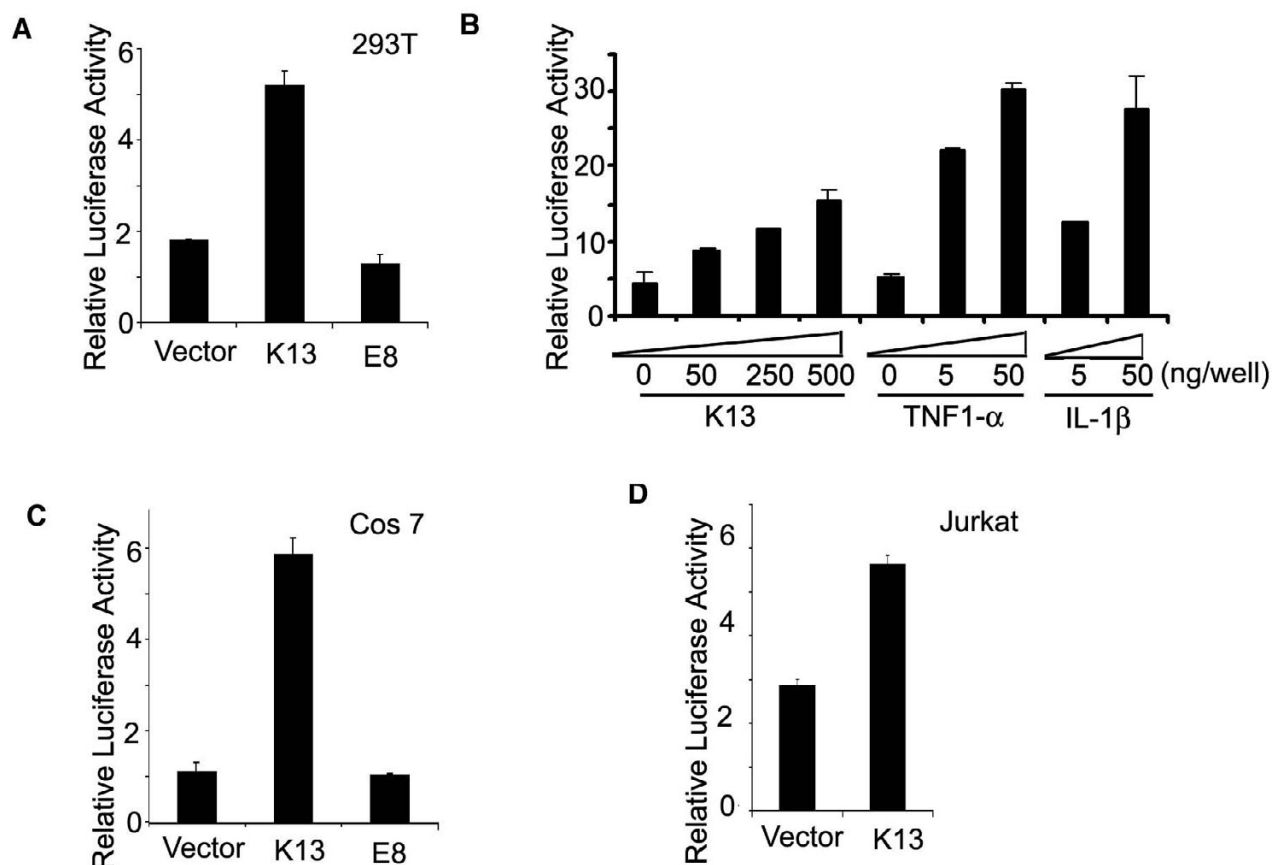 A
Relative Luciferase Activity
293T
6
4
2
0
Vector K13 E8
B
Relative Luciferase Activity
30
20
10
0
0 50 250 500 0 5 50 5 50 (ng/well)
K13 TNF1-α IL-1β
C
Relative Luciferase Activity
Cos 7
6
4
2
0
Vector K13 E8
D
Relative Luciferase Activity
Jurkat
6
4
2
0
Vector K13